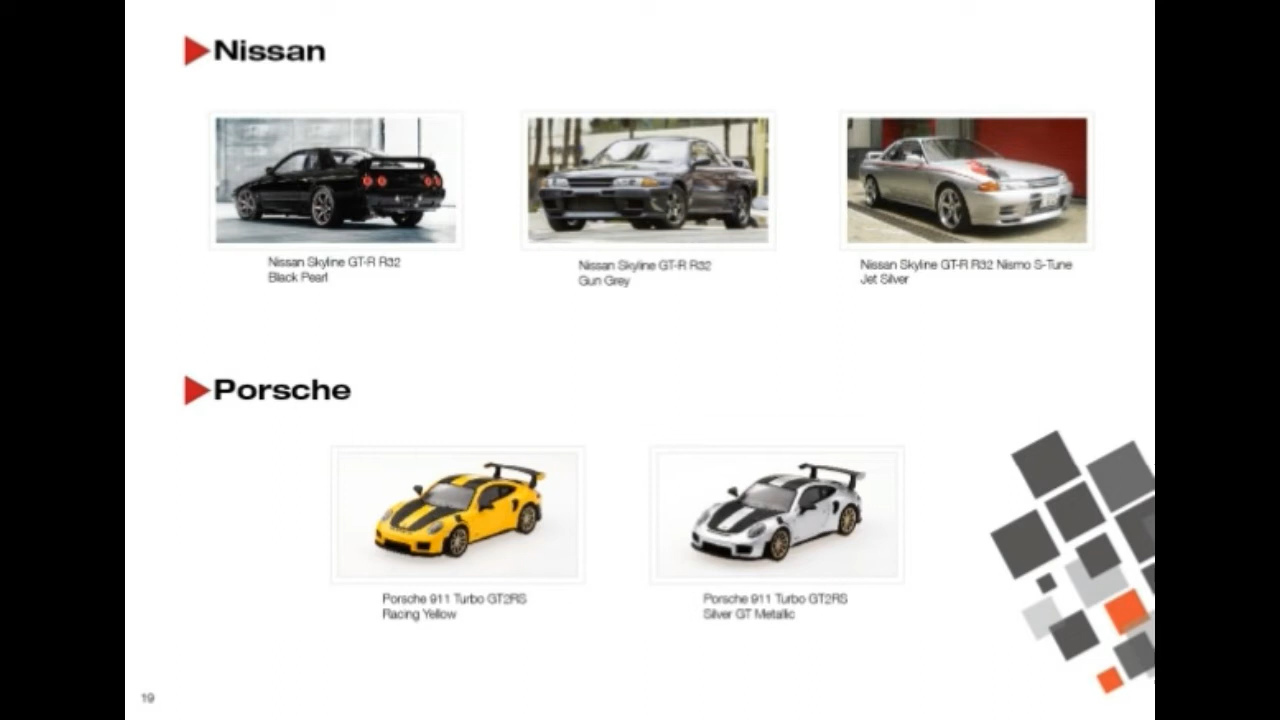 Nissan
Nissan Skyline GT-R R32
Black Pearl
Nissan Skyline GT-R R32
Gun Grey
Nissan Skyline GT-R R32 Nismo S-Tune
Jet Silver
Porsche
Porsche 911 Turbo GT2RS
Racing Yellow
Porsche 911 Turbo GT2RS
Silver GT Metallic
19